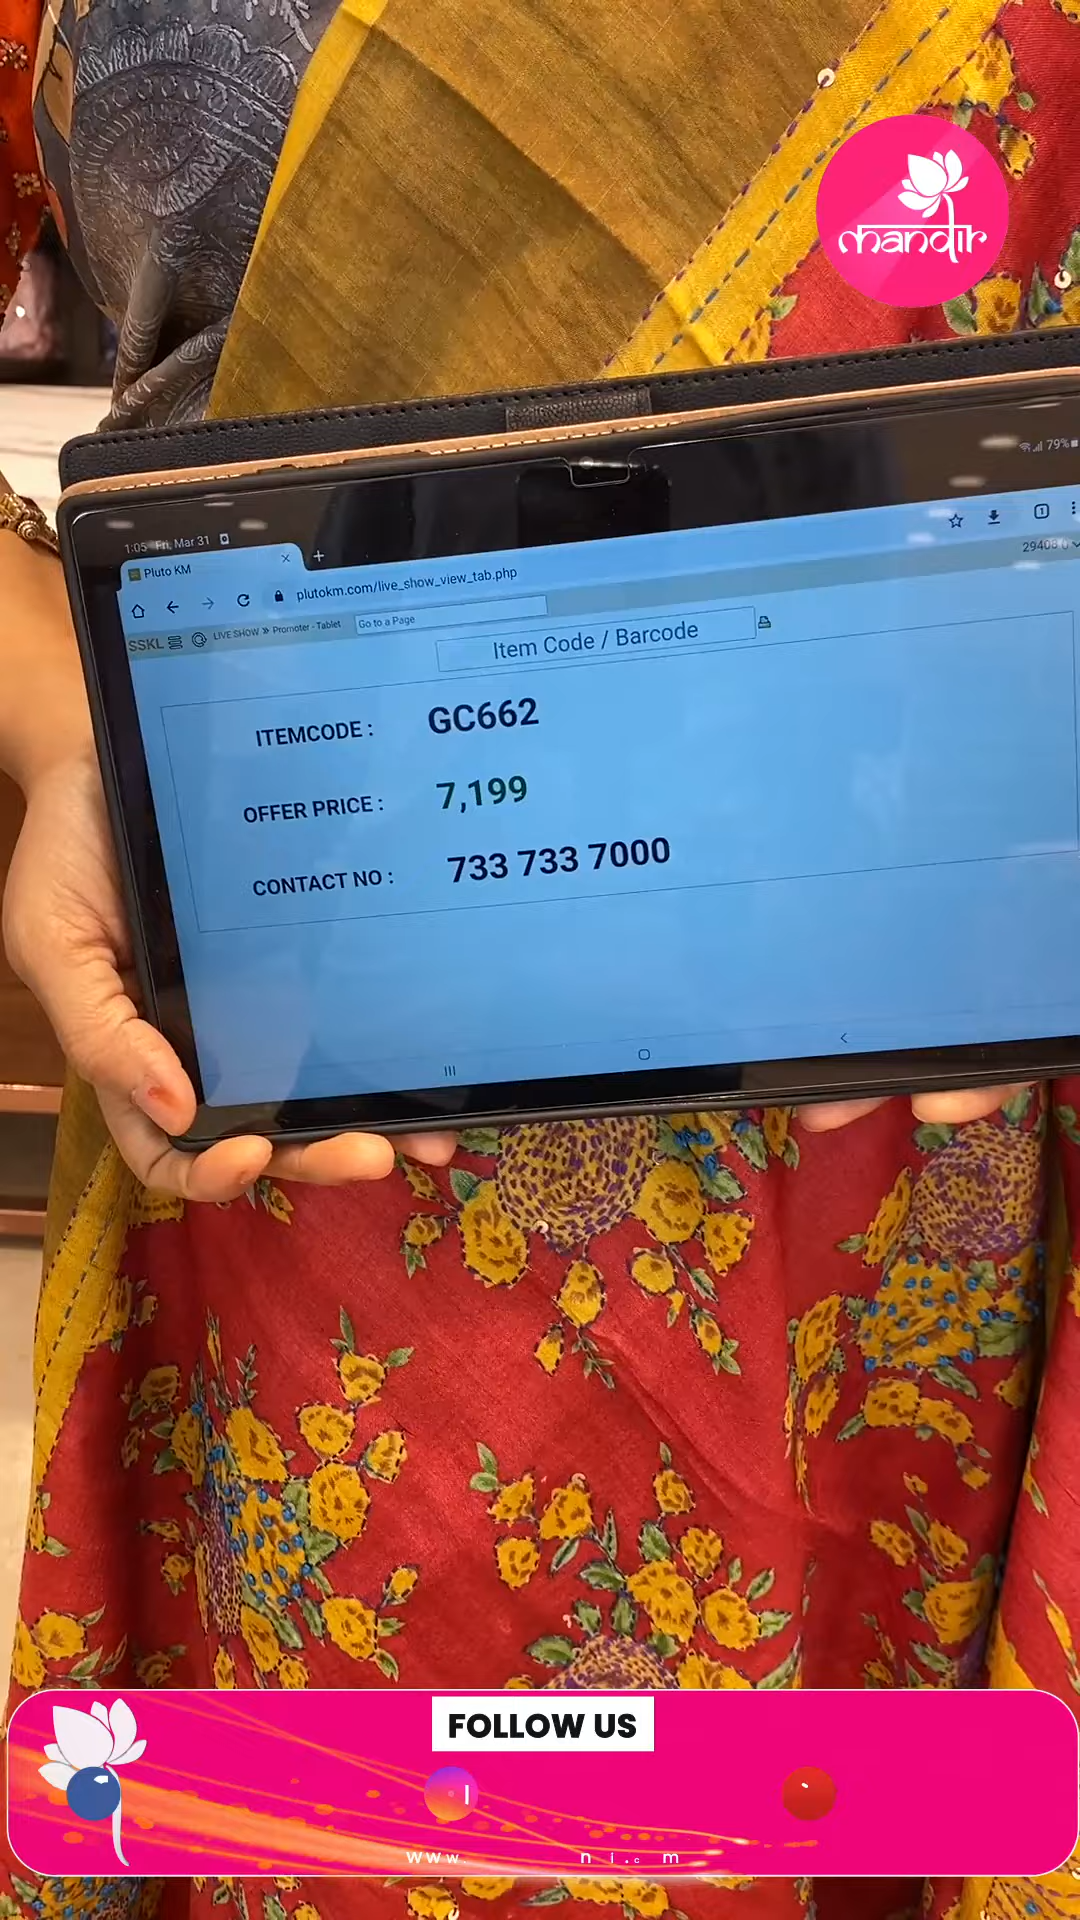 mandir
79%
1:05 Fri, Mar 31
Pluto KM
plutokm.com/live_show_view_tab.php
SSKL
LIVE SHOW » Promoter - Tablet
Go to a Page
Item Code / Barcode
ITEMCODE : GC662
OFFER PRICE : 7,199
CONTACT NO : 733 733 7000
FOLLOW US